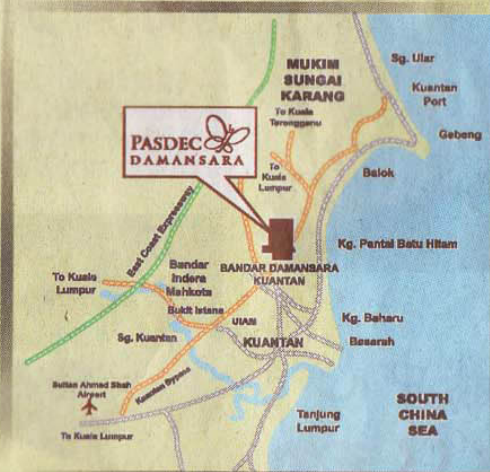 Sg. Ular
MUKIM
SUNGAI
KARANG
Kuantan
Port
To Kuala
Terengganu
Gebeng
PASDEC
DAMANSARA
To
Kuala
Lumpur
Balok
East Coast Expressway
Kg. Pantai Batu Hitam
Bandar
Indera
Mahkota
BANDAR DAMANSARA
KUANTAN
To Kuala
Lumpur
Bukit Istana
UIAN
Kg. Baharu
Sg. Kuantan
KUANTAN
Beserah
Kuantan Bypass
Sultan Ahmad Shah
Airport
SOUTH
CHINA
SEA
Tanjung
Lumpur
To Kuala Lumpur